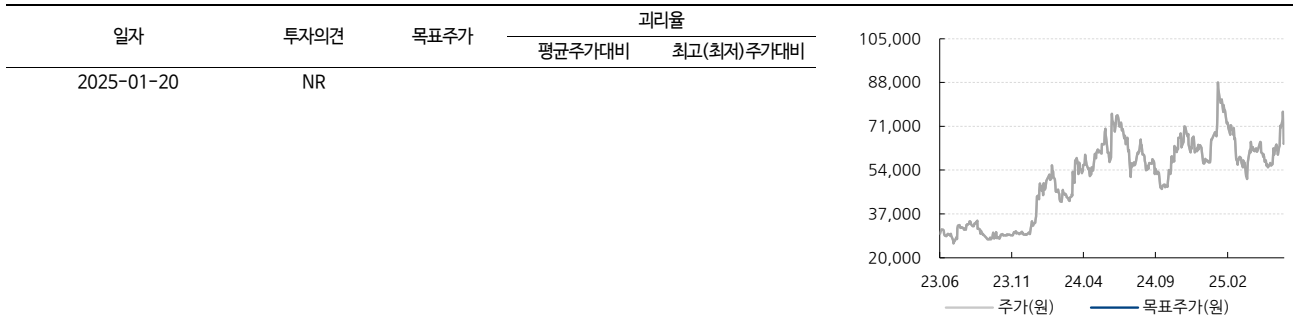 일자 투자의견 목표주가 괴리율
평균주가대비 최고(최저)주가대비
2025-01-20 NR
105,000
88,000
71,000
54,000
37,000
20,000
23.06 23.11 24.04 24.09 25.02
주가(원) 목표주가(원)